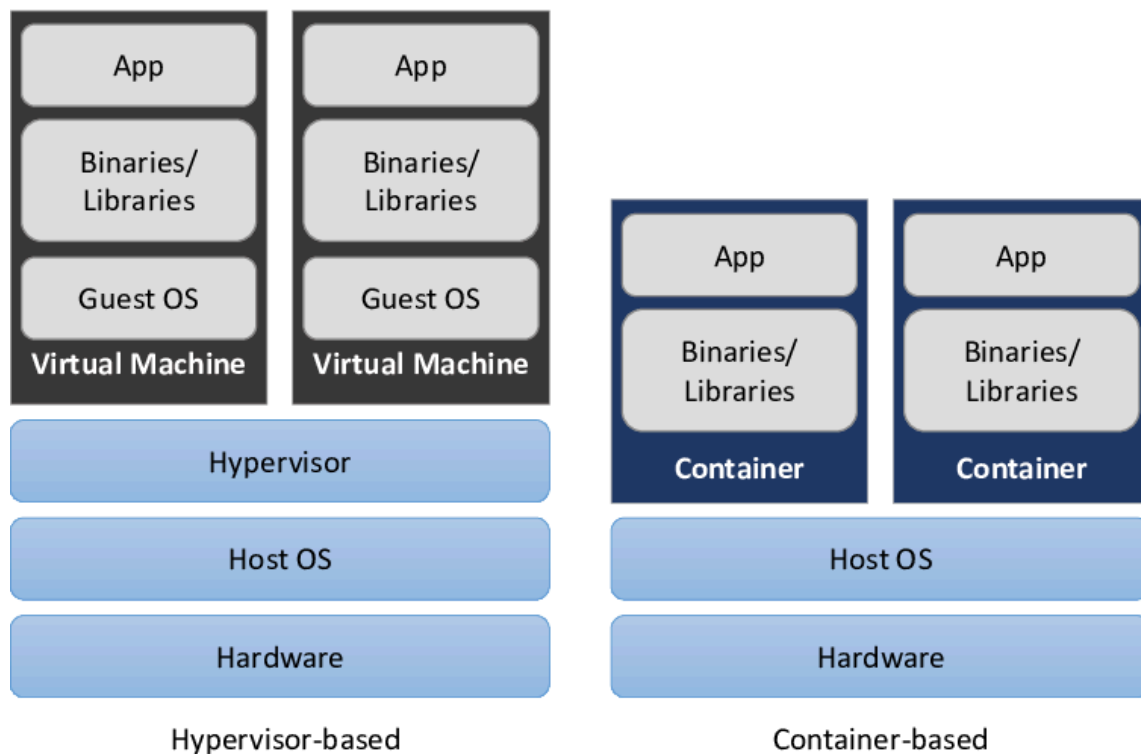 App
Binaries/
Libraries
Guest OS
Virtual Machine
App
Binaries/
Libraries
Guest OS
Virtual Machine
Hypervisor
Host OS
Hardware
Hypervisor-based
App
Binaries/
Libraries
Container
App
Binaries/
Libraries
Container
Host OS
Hardware
Container-based